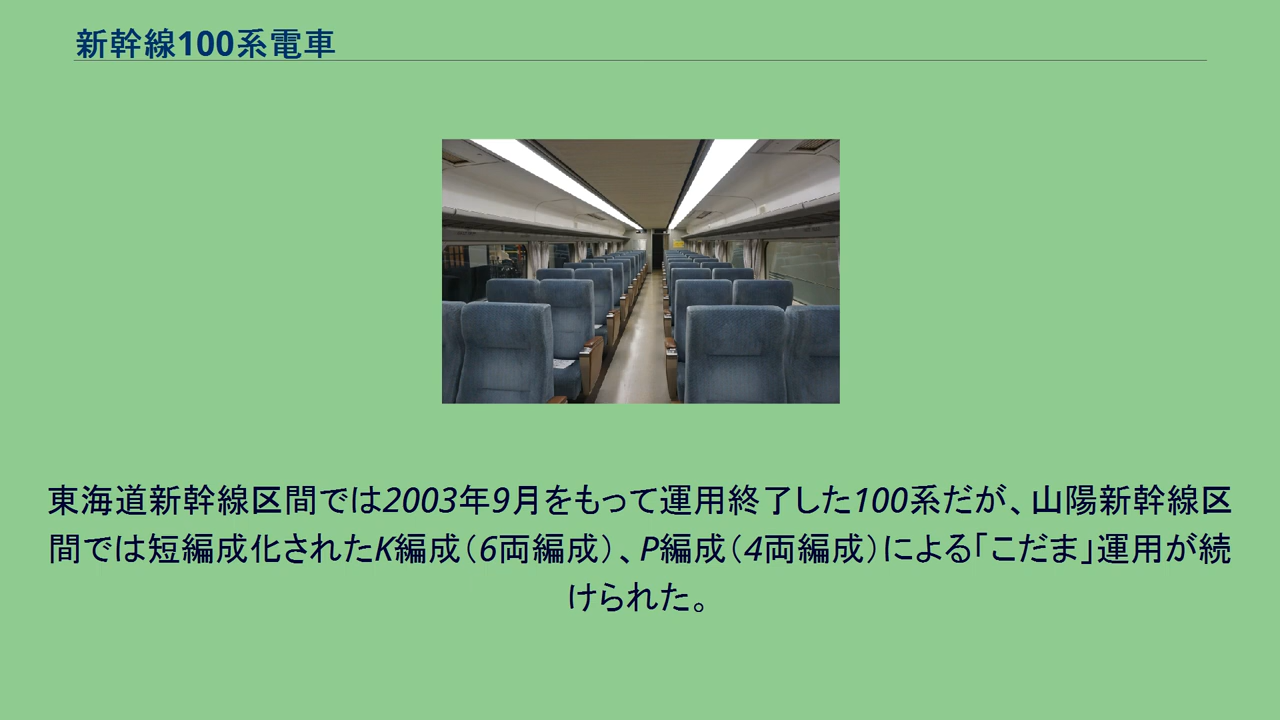 新幹線100系電車
東海道新幹線区間では2003年9月をもって運用終了した100系だが、山陽新幹線区
間では短編成化されたK編成（6両編成）、P編成（4両編成）による「こだま」運用が続
けられた。